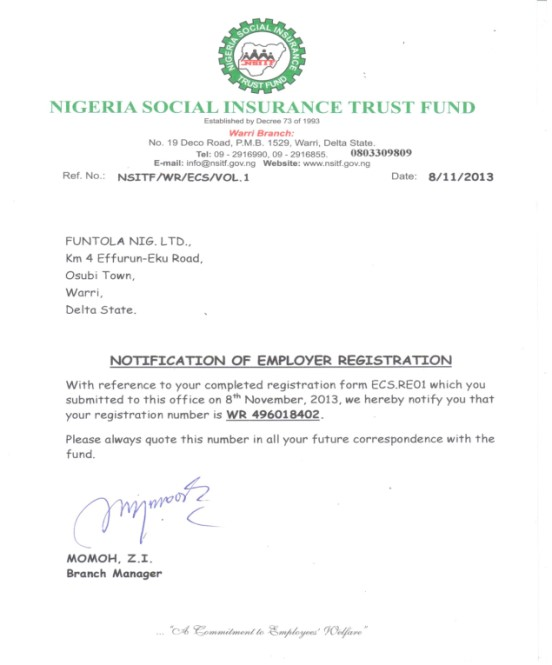 NIGERIA SOCIAL INSURANCE
NSITF
TRUST FUND
NIGERIA SOCIAL INSURANCE TRUST FUND
Established by Decree 73 of 1993
Warri Branch:
No. 19 Deco Road, P.M.B. 1529, Warri, Delta State.
Tel: 09 - 2916990, 09 - 2916855. 0803309809
E-mail: info@nsitf.gov.ng Website: www.nsitf.gov.ng
Ref. No.: NSITF/WR/ECS/VOL.1 Date: 8/11/2013
FUNTOLA NIG. LTD.,
Km 4 Effurun-Eku Road,
Osubi Town,
Warri,
Delta State.
NOTIFICATION OF EMPLOYER REGISTRATION
With reference to your completed registration form ECS.RE01 which you
submitted to this office on 8th November, 2013, we hereby notify you that
your registration number is WR 496018402.
Please always quote this number in all your future correspondence with the
fund.
MOMOH, Z.I.
Branch Manager
... "A Commitment to Employees' Welfare"